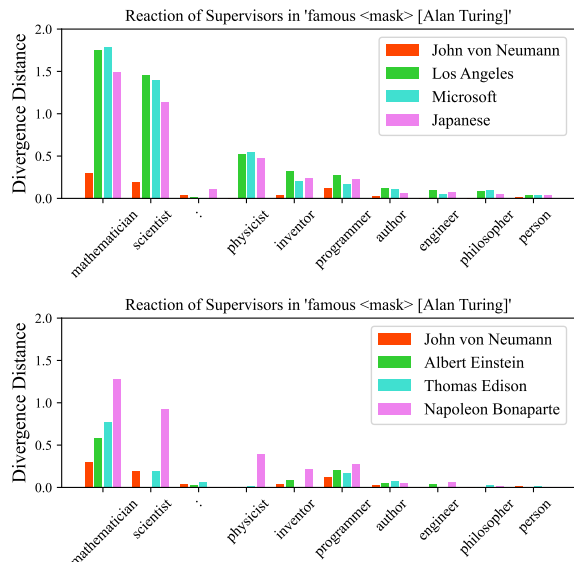 Reaction of Supervisors in 'famous <mask> [Alan Turing]'
Divergence Distance
2.0
1.5
1.0
0.5
0.0
John von Neumann
Los Angeles
Microsoft
Japanese
mathematician
scientist
:
physicist
inventor
programmer
author
engineer
philosopher
person
Reaction of Supervisors in 'famous <mask> [Alan Turing]'
Divergence Distance
2.0
1.5
1.0
0.5
0.0
John von Neumann
Albert Einstein
Thomas Edison
Napoleon Bonaparte
mathematician
scientist
:
physicist
inventor
programmer
author
engineer
philosopher
person